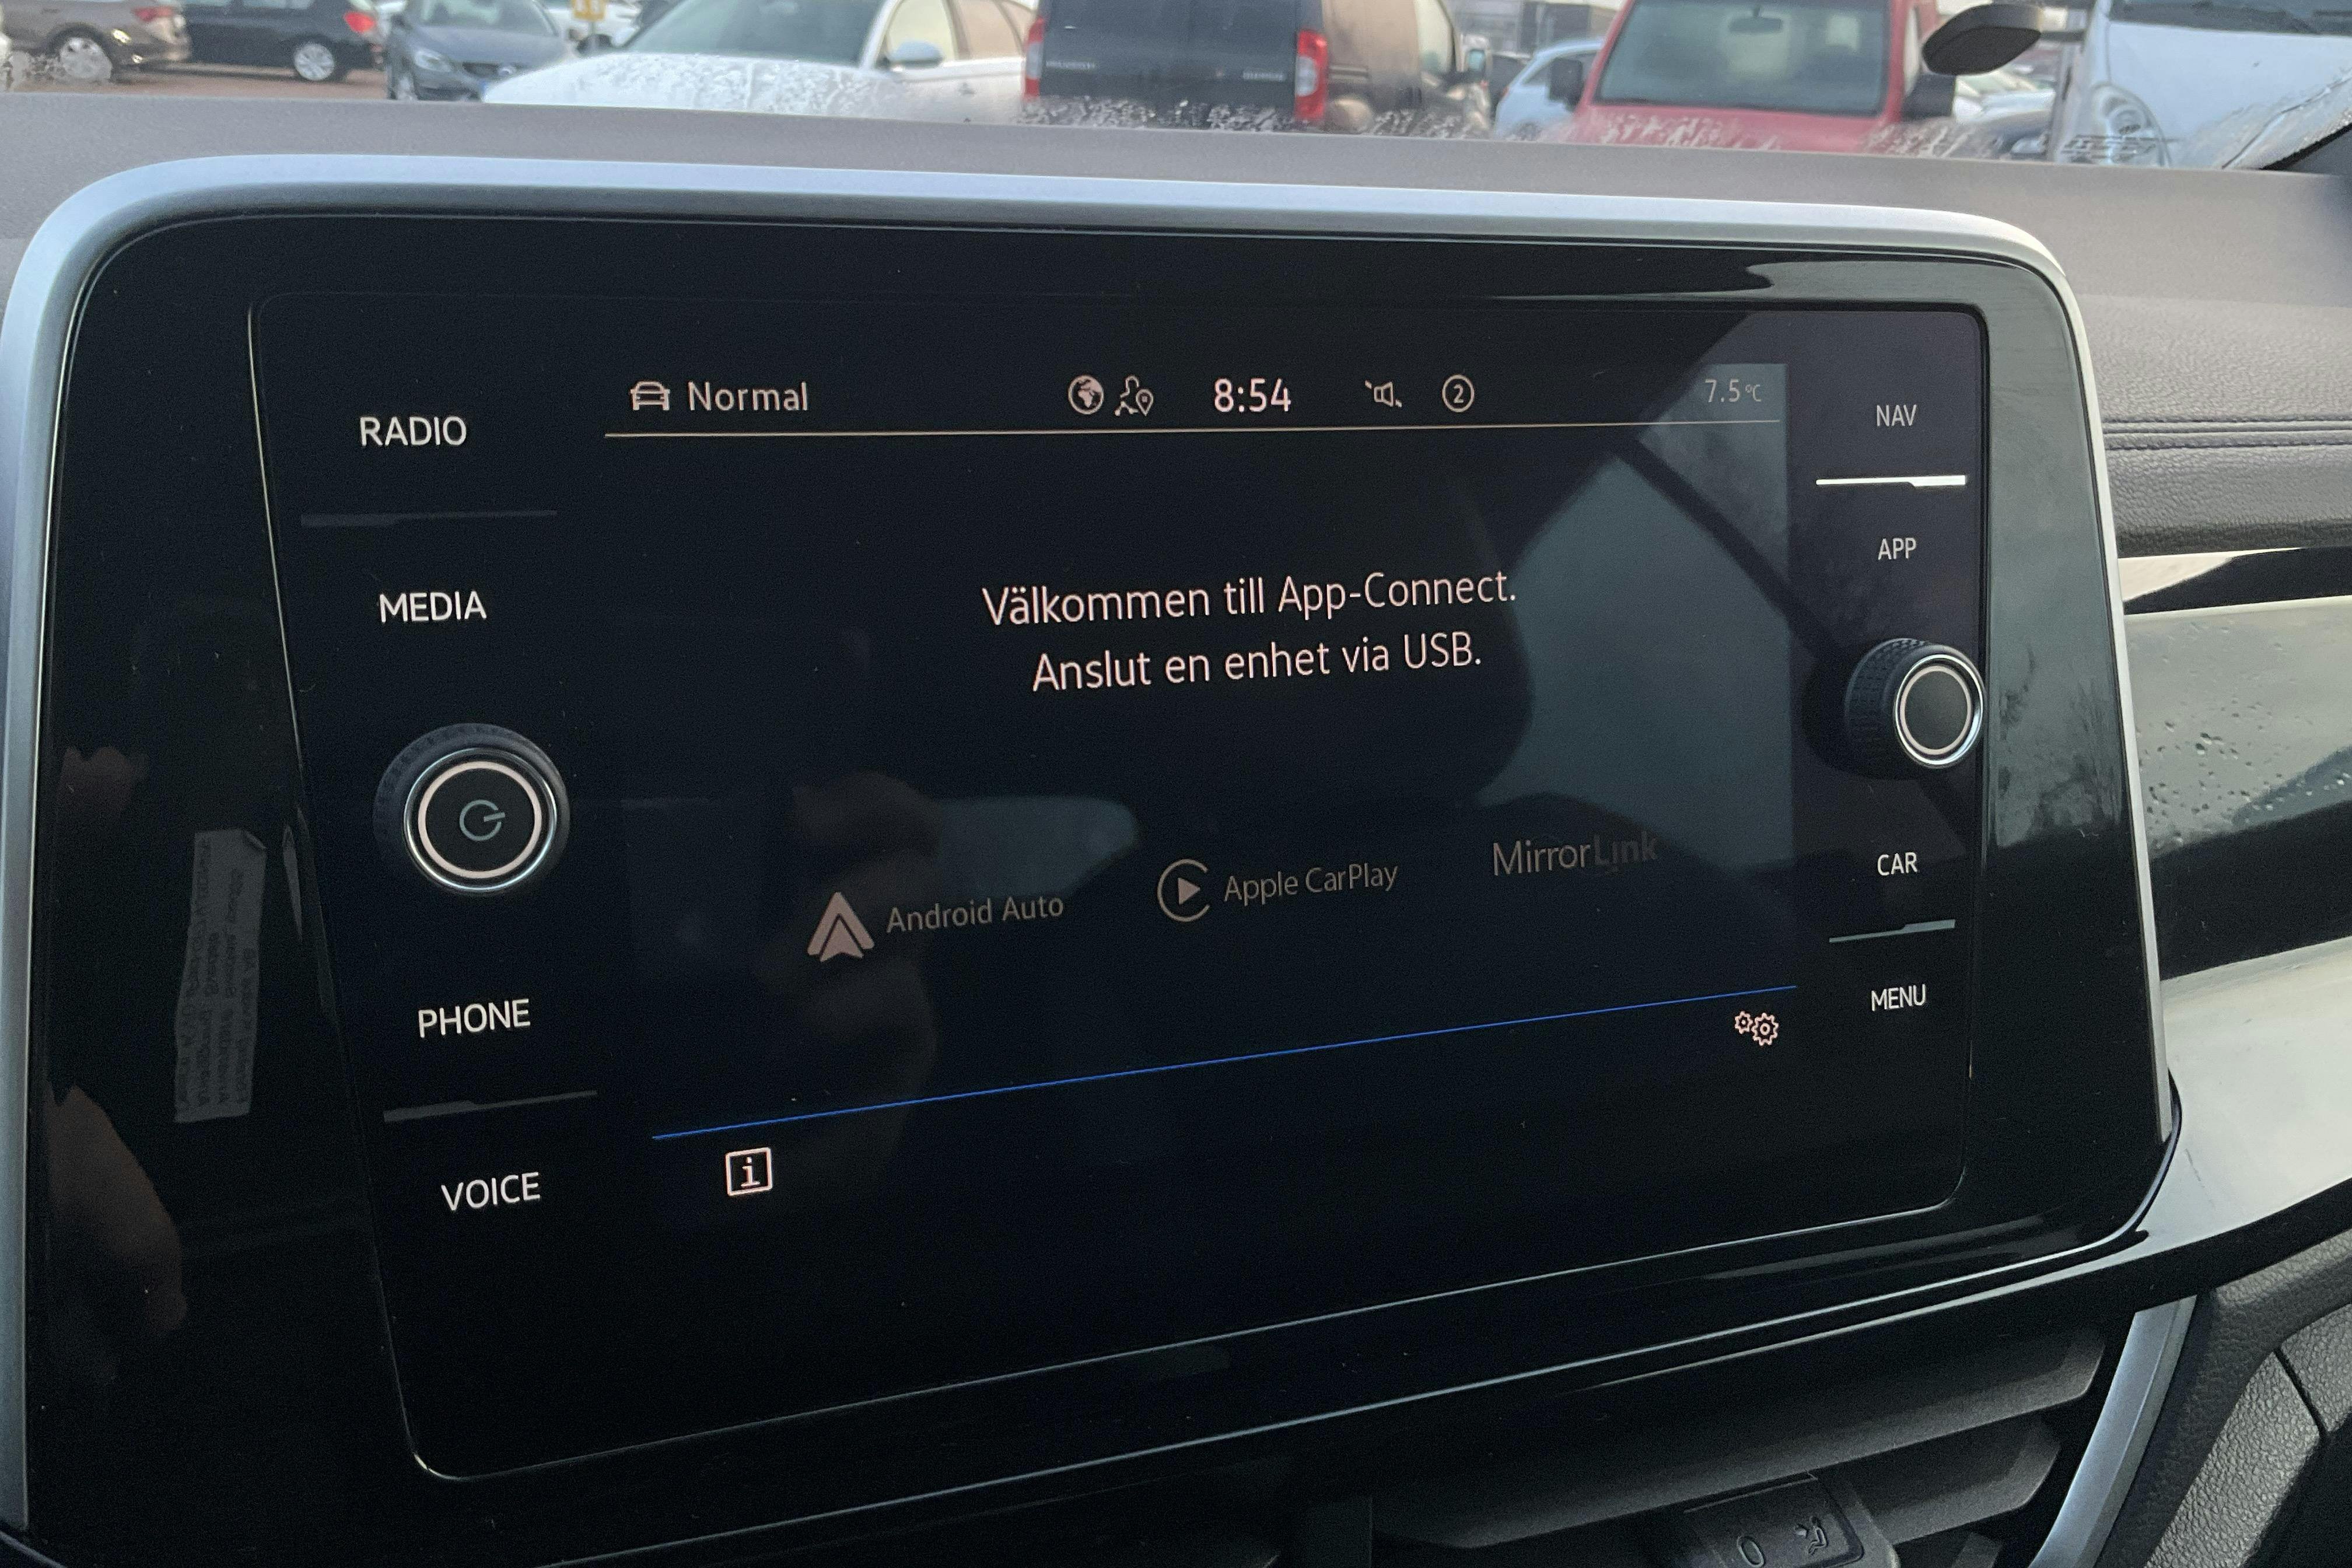 RADIO
MEDIA
PHONE
VOICE
Normal
8:54
2
7.5°C
Välkommen till App-Connect.
Anslut en enhet via USB.
Android Auto
Apple CarPlay
MirrorLink
i
NAV
APP
CAR
MENU